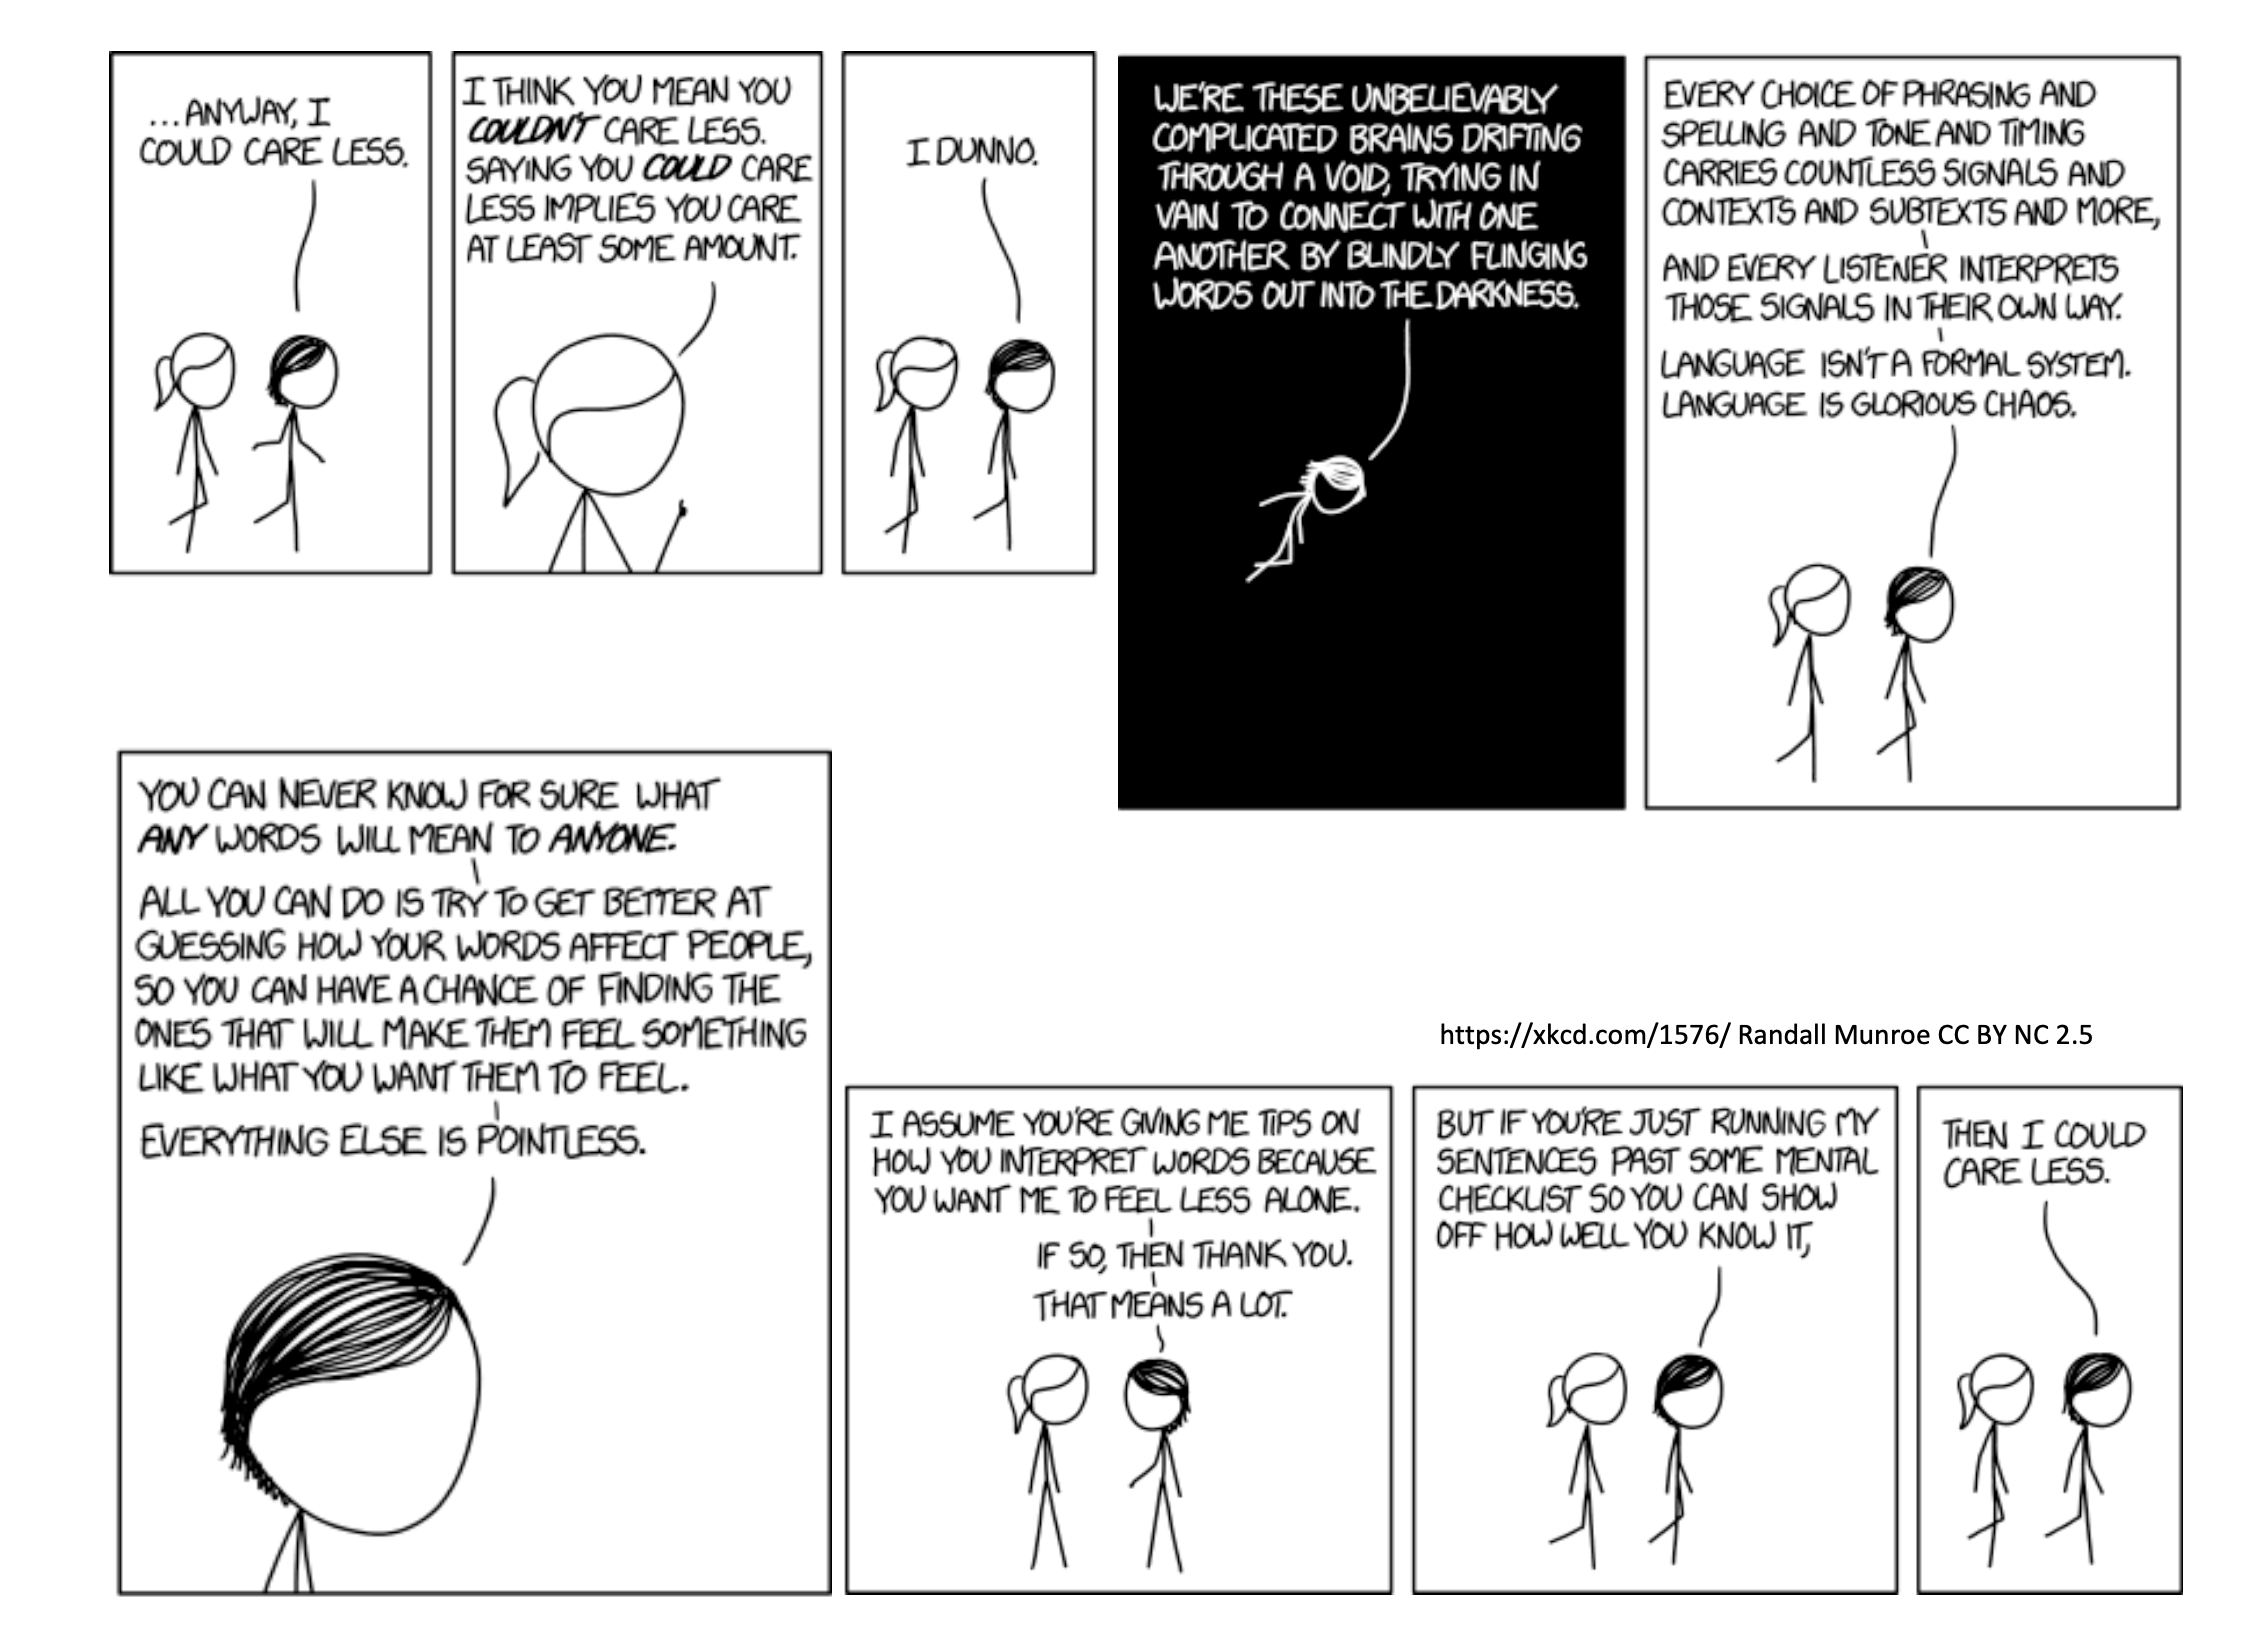 ...ANYWAY, I
COULD CARE LESS.
I THINK YOU MEAN YOU
COULDN'T CARE LESS.
SAYING YOU COULD CARE
LESS IMPLIES YOU CARE
AT LEAST SOME AMOUNT.
I DUNNO.
WE'RE THESE UNBELIEVABLY
COMPLICATED BRAINS DRIFTING
THROUGH A VOID, TRYING IN
VAIN TO CONNECT WITH ONE
ANOTHER BY BLINDLY FLINGING
WORDS OUT INTO THE DARKNESS.
EVERY CHOICE OF PHRASING AND
SPELLING AND TONE AND TIMING
CARRIES COUNTLESS SIGNALS AND
CONTEXTS AND SUBTEXTS AND MORE,
AND EVERY LISTENER INTERPRETS
THOSE SIGNALS IN THEIR OWN WAY.
LANGUAGE ISN'T A FORMAL SYSTEM.
LANGUAGE IS GLORIOUS CHAOS.
YOU CAN NEVER KNOW FOR SURE WHAT
ANY WORDS WILL MEAN TO ANYONE.
ALL YOU CAN DO IS TRY TO GET BETTER AT
GUESSING HOW YOUR WORDS AFFECT PEOPLE,
SO YOU CAN HAVE A CHANCE OF FINDING THE
ONES THAT WILL MAKE THEM FEEL SOMETHING
LIKE WHAT YOU WANT THEM TO FEEL.
EVERYTHING ELSE IS POINTLESS.
https://xkcd.com/1576/ Randall Munroe CC BY NC 2.5
I ASSUME YOU'RE GIVING ME TIPS ON
HOW YOU INTERPRET WORDS BECAUSE
YOU WANT ME TO FEEL LESS ALONE.
IF SO, THEN THANK YOU.
THAT MEANS A LOT.
BUT IF YOU'RE JUST RUNNING MY
SENTENCES PAST SOME MENTAL
CHECKLIST SO YOU CAN SHOW
OFF HOW WELL YOU KNOW IT,
THEN I COULD
CARE LESS.